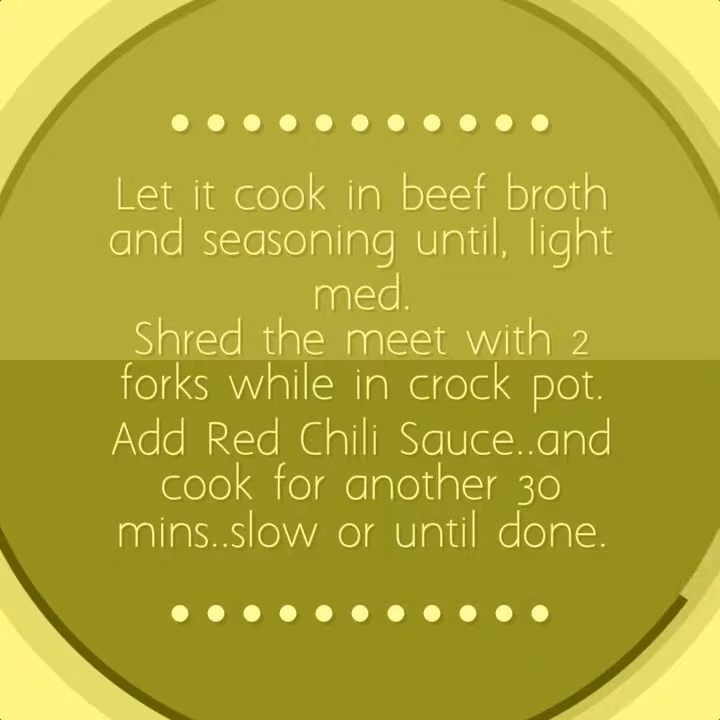 Let it cook in beef broth
and seasoning until, light
med.
Shred the meet with 2
forks while in crock pot.
Add Red Chili Sauce..and
cook for another 30
mins..slow or until done.